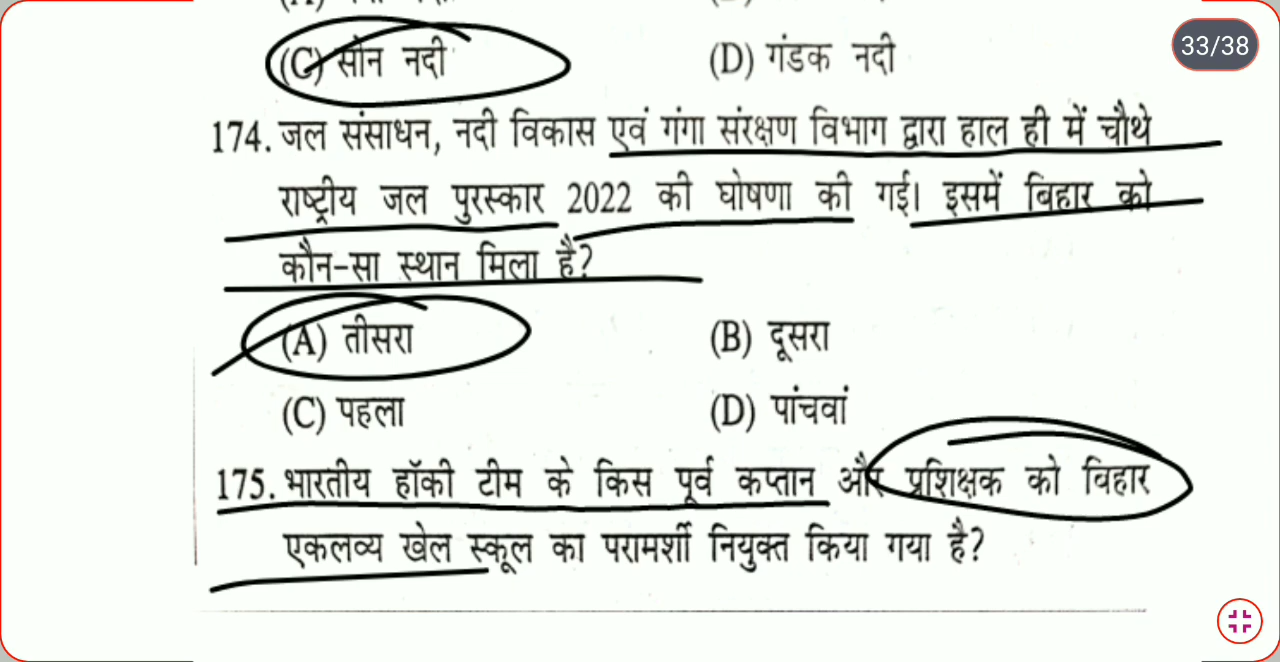 33/38
(C) सोन नदी (D) गंडक नदी
174. जल संसाधन, नदी विकास एवं गंगा संरक्षण विभाग द्वारा हाल ही में चौथे
राष्ट्रीय जल पुरस्कार 2022 की घोषणा की गई। इसमें बिहार को
कौन-सा स्थान मिला है?
(A) तीसरा (B) दूसरा
(C) पहला (D) पांचवां
175. भारतीय हॉकी टीम के किस पूर्व कप्तान और प्रशिक्षक को विहार
एकलव्य खेल स्कूल का परामर्शी नियुक्त किया गया है?